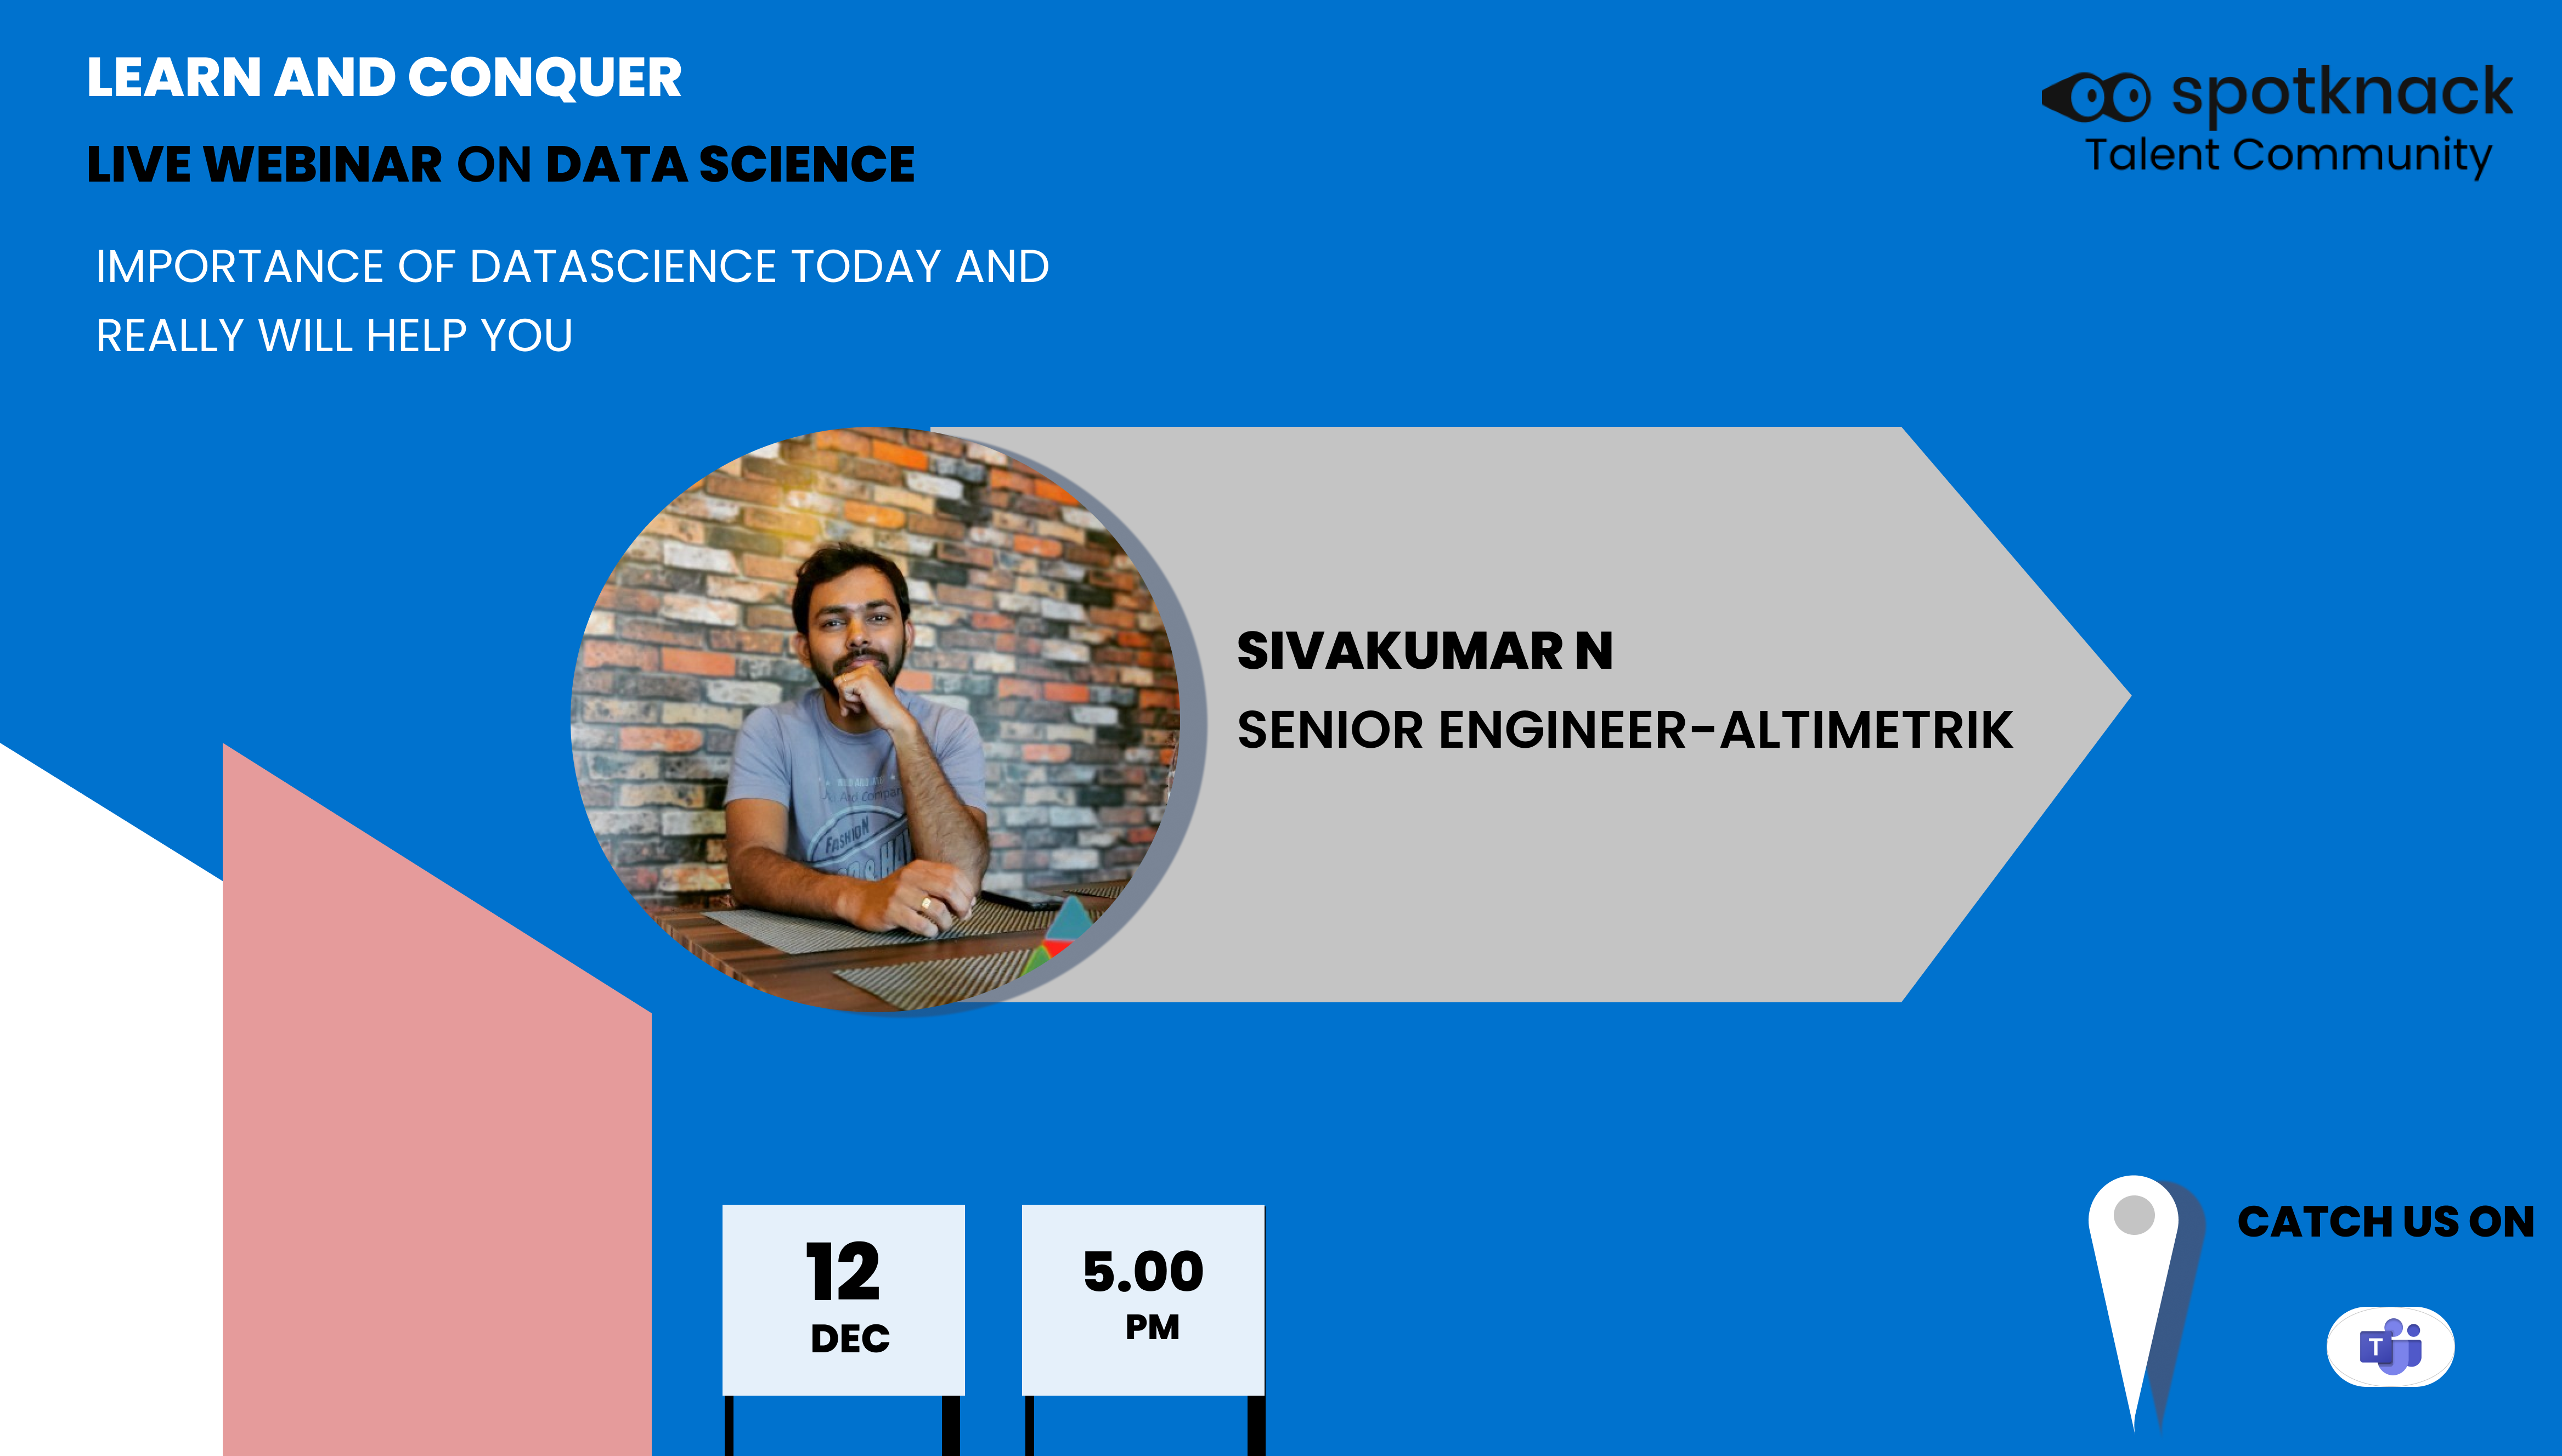 LEARN AND CONQUER
LIVE WEBINAR ON DATA SCIENCE
IMPORTANCE OF DATASCIENCE TODAY AND
REALLY WILL HELP YOU
spotknack
Talent Community
SIVAKUMAR N
SENIOR ENGINEER-ALTIMETRIK
FASHION
12
DEC
5.00
PM
CATCH US ON
T